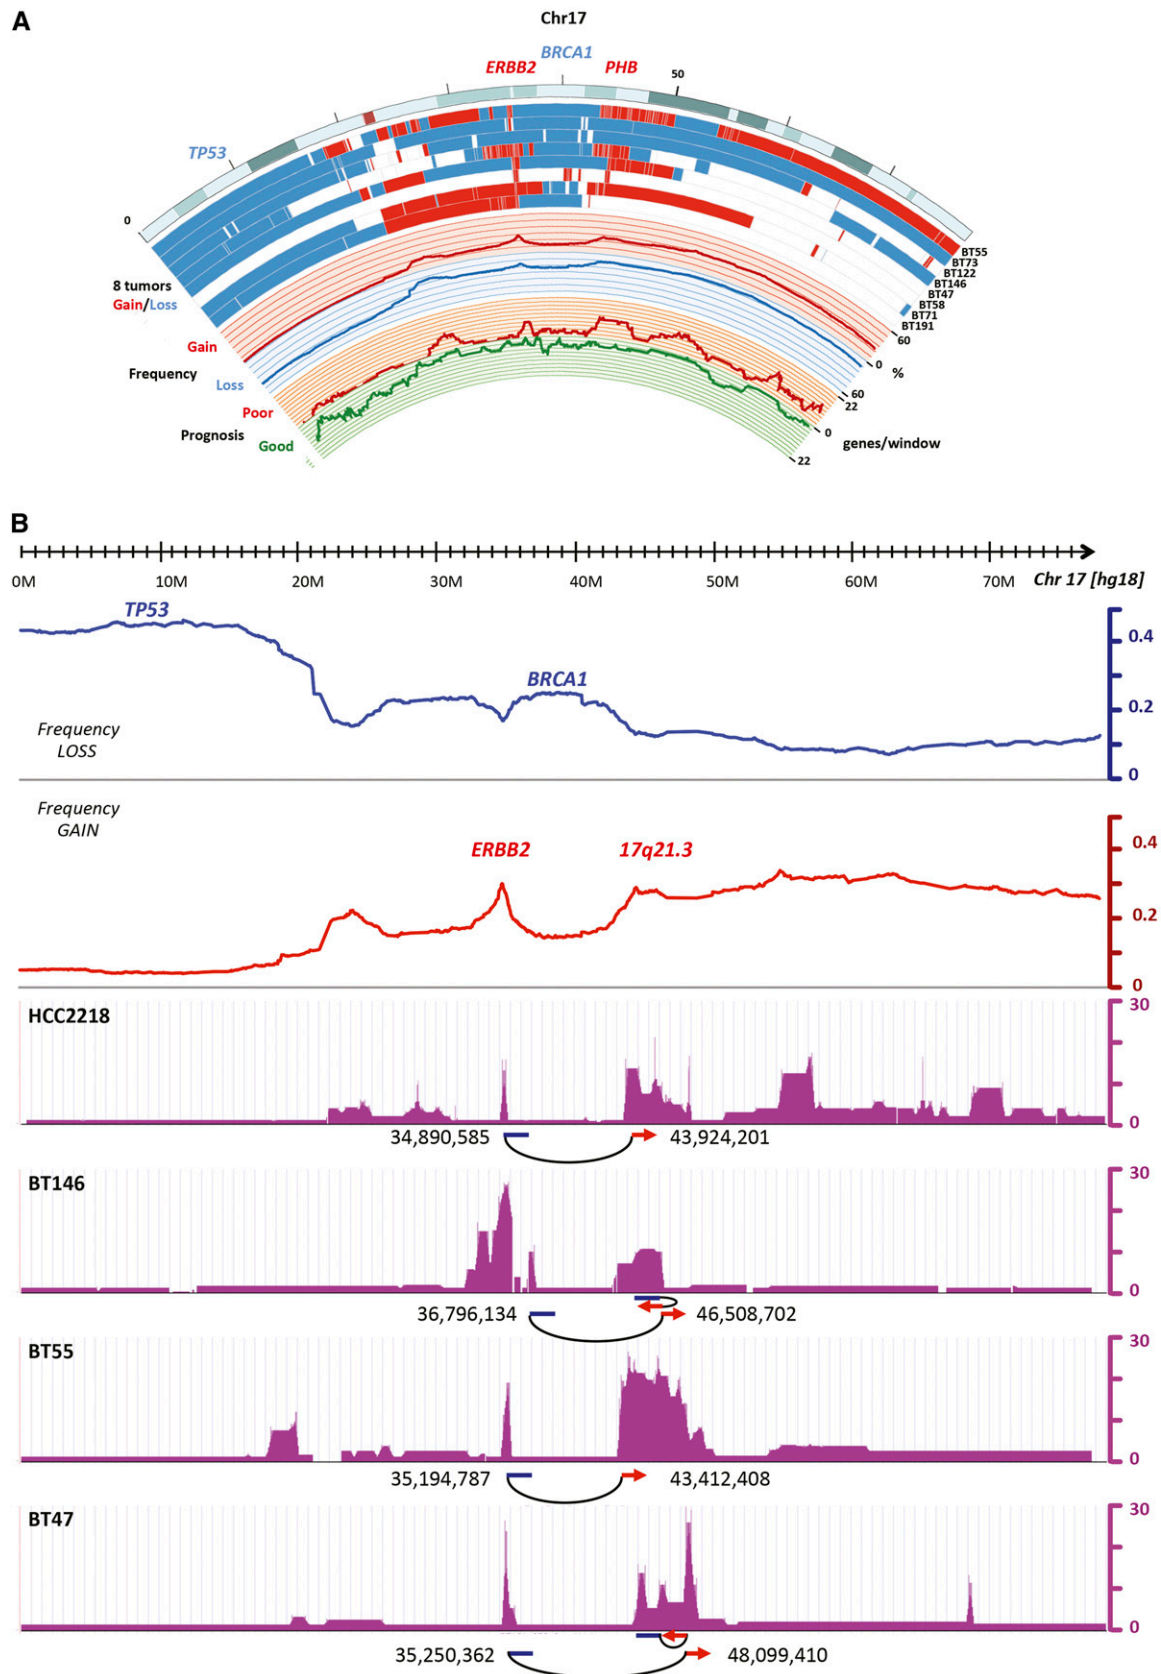 A
Chr17
BRCA1
ERBB2
PHB
50
TP53
0
BT55
BT73
BT122
BT146
BT47
BT58
BT71
BT191
8 tumors
Gain/Loss
Gain
Frequency
Loss
Poor
Prognosis
Good
60
0
%
60
22
0
genes/window
22
B
0M 10M 20M 30M 40M 50M 60M 70M Chr 17 [hg18]
TP53
BRCA1
Frequency
LOSS
0.4
0.2
0
Frequency
GAIN
ERBB2
17q21.3
0.4
0.2
0
HCC2218
30
0
34,890,585
43,924,201
BT146
30
0
36,796,134
46,508,702
BT55
30
0
35,194,787
43,412,408
BT47
30
0
35,250,362
48,099,410